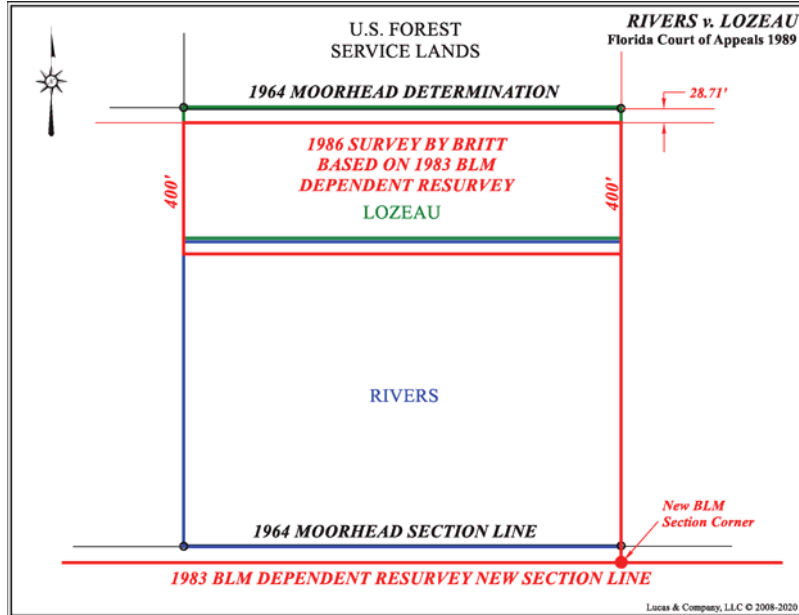 RIVERS v. LOZEAU
Florida Court of Appeals 1989
U.S. FOREST
SERVICE LANDS
1964 MOORHEAD DETERMINATION
28.71'
1986 SURVEY BY BRITT
BASED ON 1983 BLM
DEPENDENT RESURVEY
400'
400'
LOZEAU
RIVERS
New BLM
Section Corner
1964 MOORHEAD SECTION LINE
1983 BLM DEPENDENT RESURVEY NEW SECTION LINE
Lucas & Company, LLC © 2008-2020